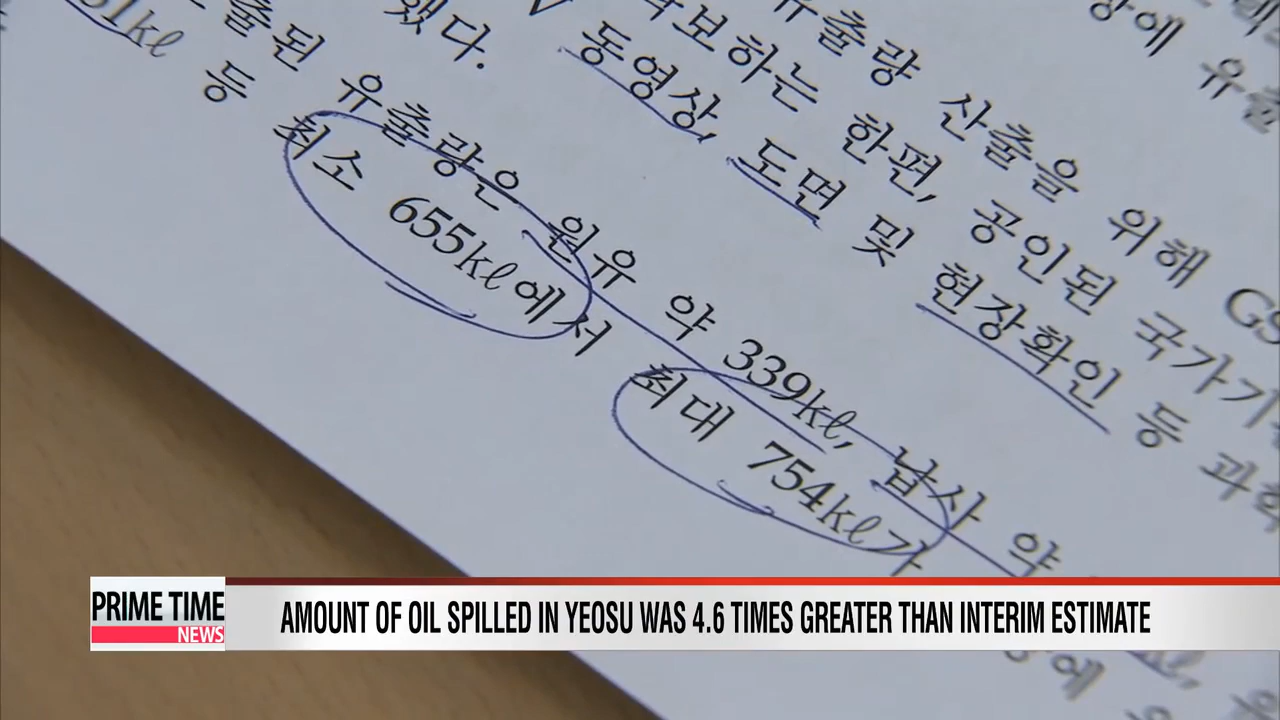 유출
유출량 산출을 위해 GS
보하는 한편, 공인된 국가기
동영상, 도면 및 현장확인 등
했다.
출된 유출량은 원유 약 339㎘, 납사 약
등 최소 655㎘에서 최대 754㎘가
PRIME TIME
NEWS
AMOUNT OF OIL SPILLED IN YEOSU WAS 4.6 TIMES GREATER THAN INTERIM ESTIMATE